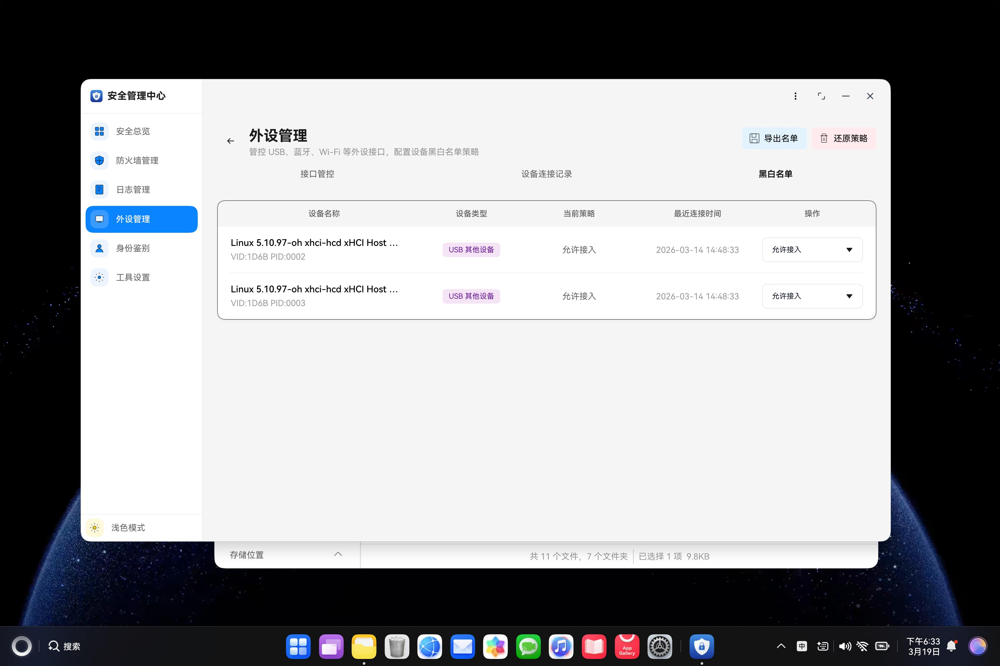 安全管理中心
安全总览
防火墙管理
日志管理
外设管理
身份鉴别
工具设置
浅色模式
外设管理
管控 USB、蓝牙、Wi-Fi 等外设接口，配置设备黑白名单策略
导出名单
还原策略
接口管控
设备连接记录
黑白名单
设备名称
设备类型
当前策略
最近连接时间
操作
Linux 5.10.97-oh xhci-hcd xHCI Host ...
VID:1D6B PID:0002
USB 其他设备
允许接入
2026-03-14 14:48:33
允许接入
Linux 5.10.97-oh xhci-hcd xHCI Host ...
VID:1D6B PID:0003
USB 其他设备
允许接入
2026-03-14 14:48:33
允许接入
存储位置
共 11 个文件，7 个文件夹
已选择 1 项 9.8KB
搜索
App
Gallery
中
下午6:33
3月19日